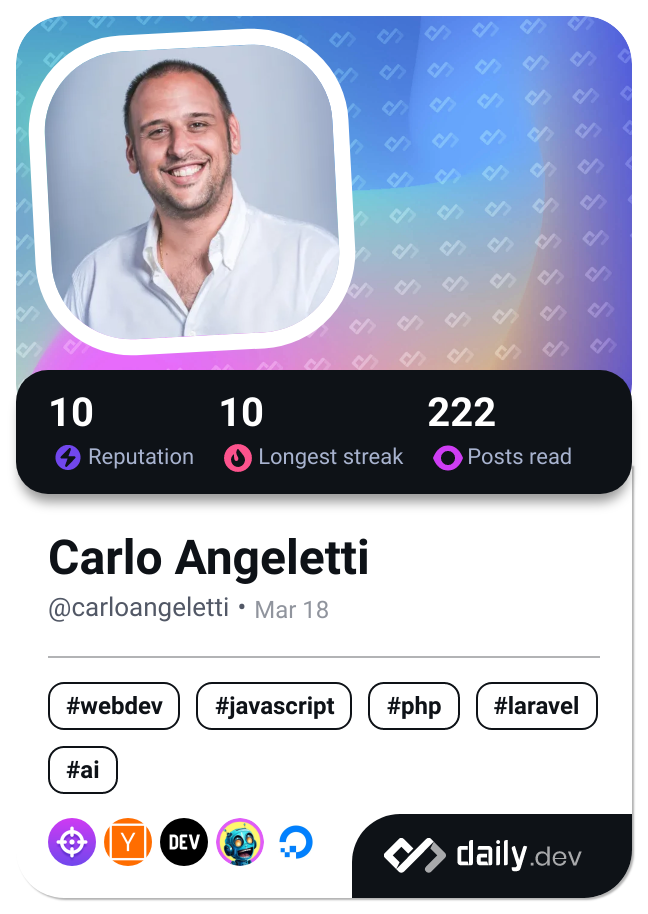 10 10 222
Reputation Longest streak Posts read
Carlo Angeletti
@carloangeletti • Mar 18
#webdev #javascript #php #laravel
#ai
Y DEV daily.dev